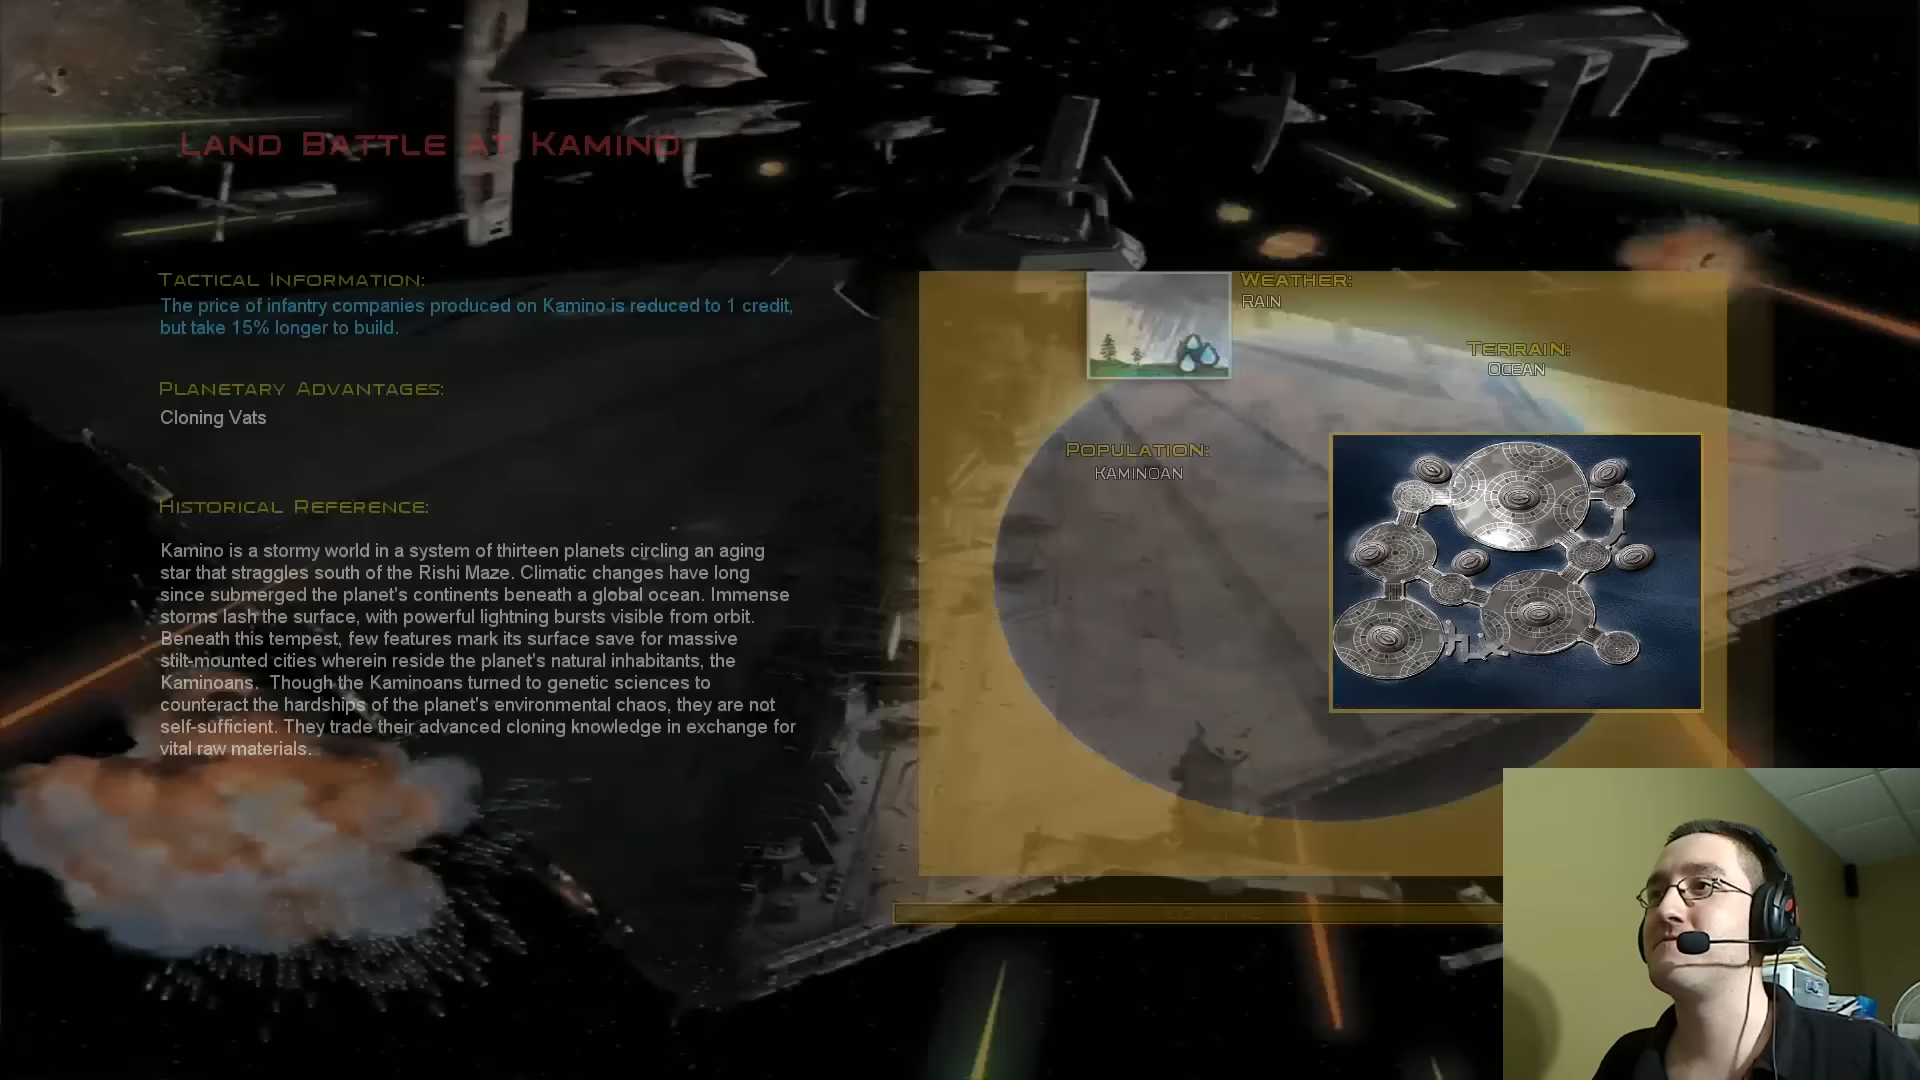 LAND BATTLE AT KAMINO
TACTICAL INFORMATION:
The price of infantry companies produced on Kamino is reduced to 1 credit,
but take 15% longer to build.
PLANETARY ADVANTAGES:
Cloning Vats
HISTORICAL REFERENCE:
Kamino is a stormy world in a system of thirteen planets circling an aging
star that straggles south of the Rishi Maze. Climatic changes have long
since submerged the planet's continents beneath a global ocean. Immense
storms lash the surface, with powerful lightning bursts visible from orbit.
Beneath this tempest, few features mark its surface save for massive
stilt-mounted cities wherein reside the planet's natural inhabitants, the
Kaminoans.  Though the Kaminoans turned to genetic sciences to
counteract the hardships of the planet's environmental chaos, they are not
self-sufficient. They trade their advanced cloning knowledge in exchange for
vital raw materials.
WEATHER:
RAIN
TERRAIN:
OCEAN
POPULATION:
KAMINOAN